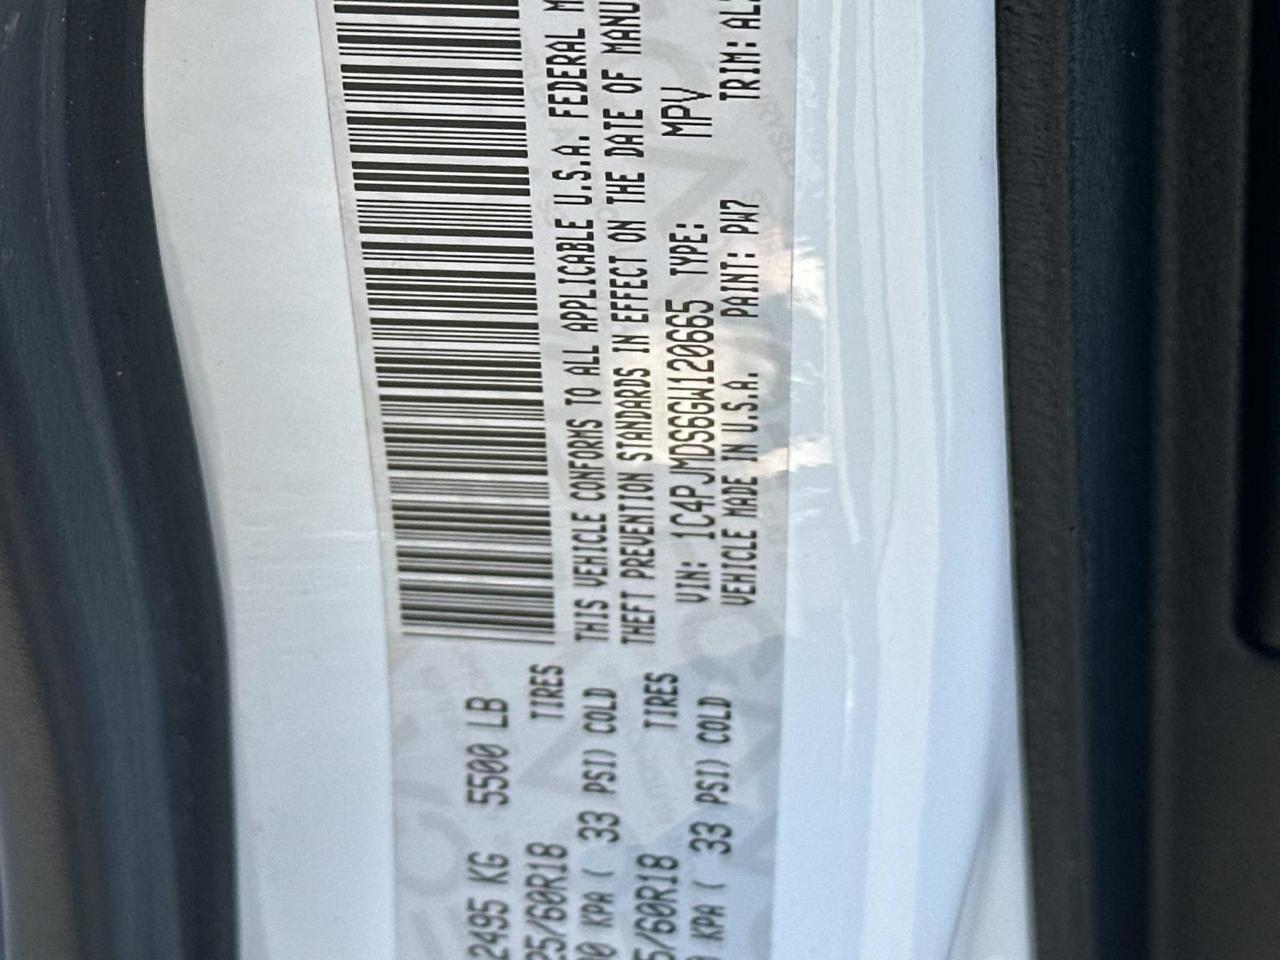 2495 KG 5500 LB
25/60R18 TIRES
KPA ( 33 PSI) COLD
5/60R18 TIRES
KPA ( 33 PSI) COLD
THIS VEHICLE CONFORMS TO ALL APPLICABLE U.S.A. FEDERAL M
THEFT PREVENTION STANDARDS IN EFFECT ON THE DATE OF MANU
VIN: 1C4PJMDS6GW120665 TYPE: MPV
VEHICLE MADE IN U.S.A. PAINT: PW7 TRIM: AL